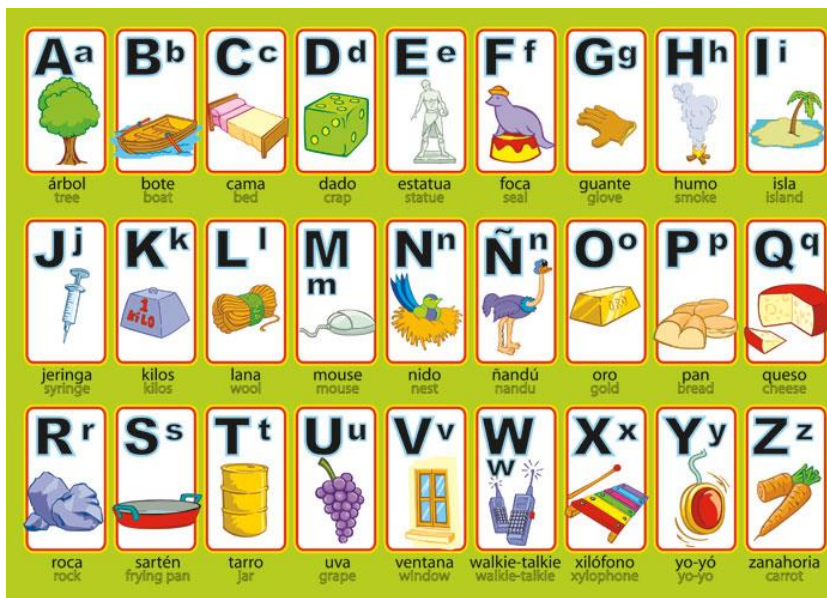 Aa Bb Cc Dd Ee Ff Gg Hh Ii
1 KILO
ORO
árbol bote cama dado estatua foca guante humo isla
tree boat bed crap statue seal glove smoke island
Jj Kk Ll Mm Nn Ñn Oo Pp Qq
jeringa kilos lana mouse nido ñandú oro pan queso
syringe kilos wool mouse nest nandu gold bread cheese
Rr Ss Tt Uu Vv Ww Xx Yy Zz
roca sartén tarro uva ventana walkie-talkie xilófono yo-yó zanahoria
rock frying pan jar grape window walkie-talkie xylophone yo-yo carrot